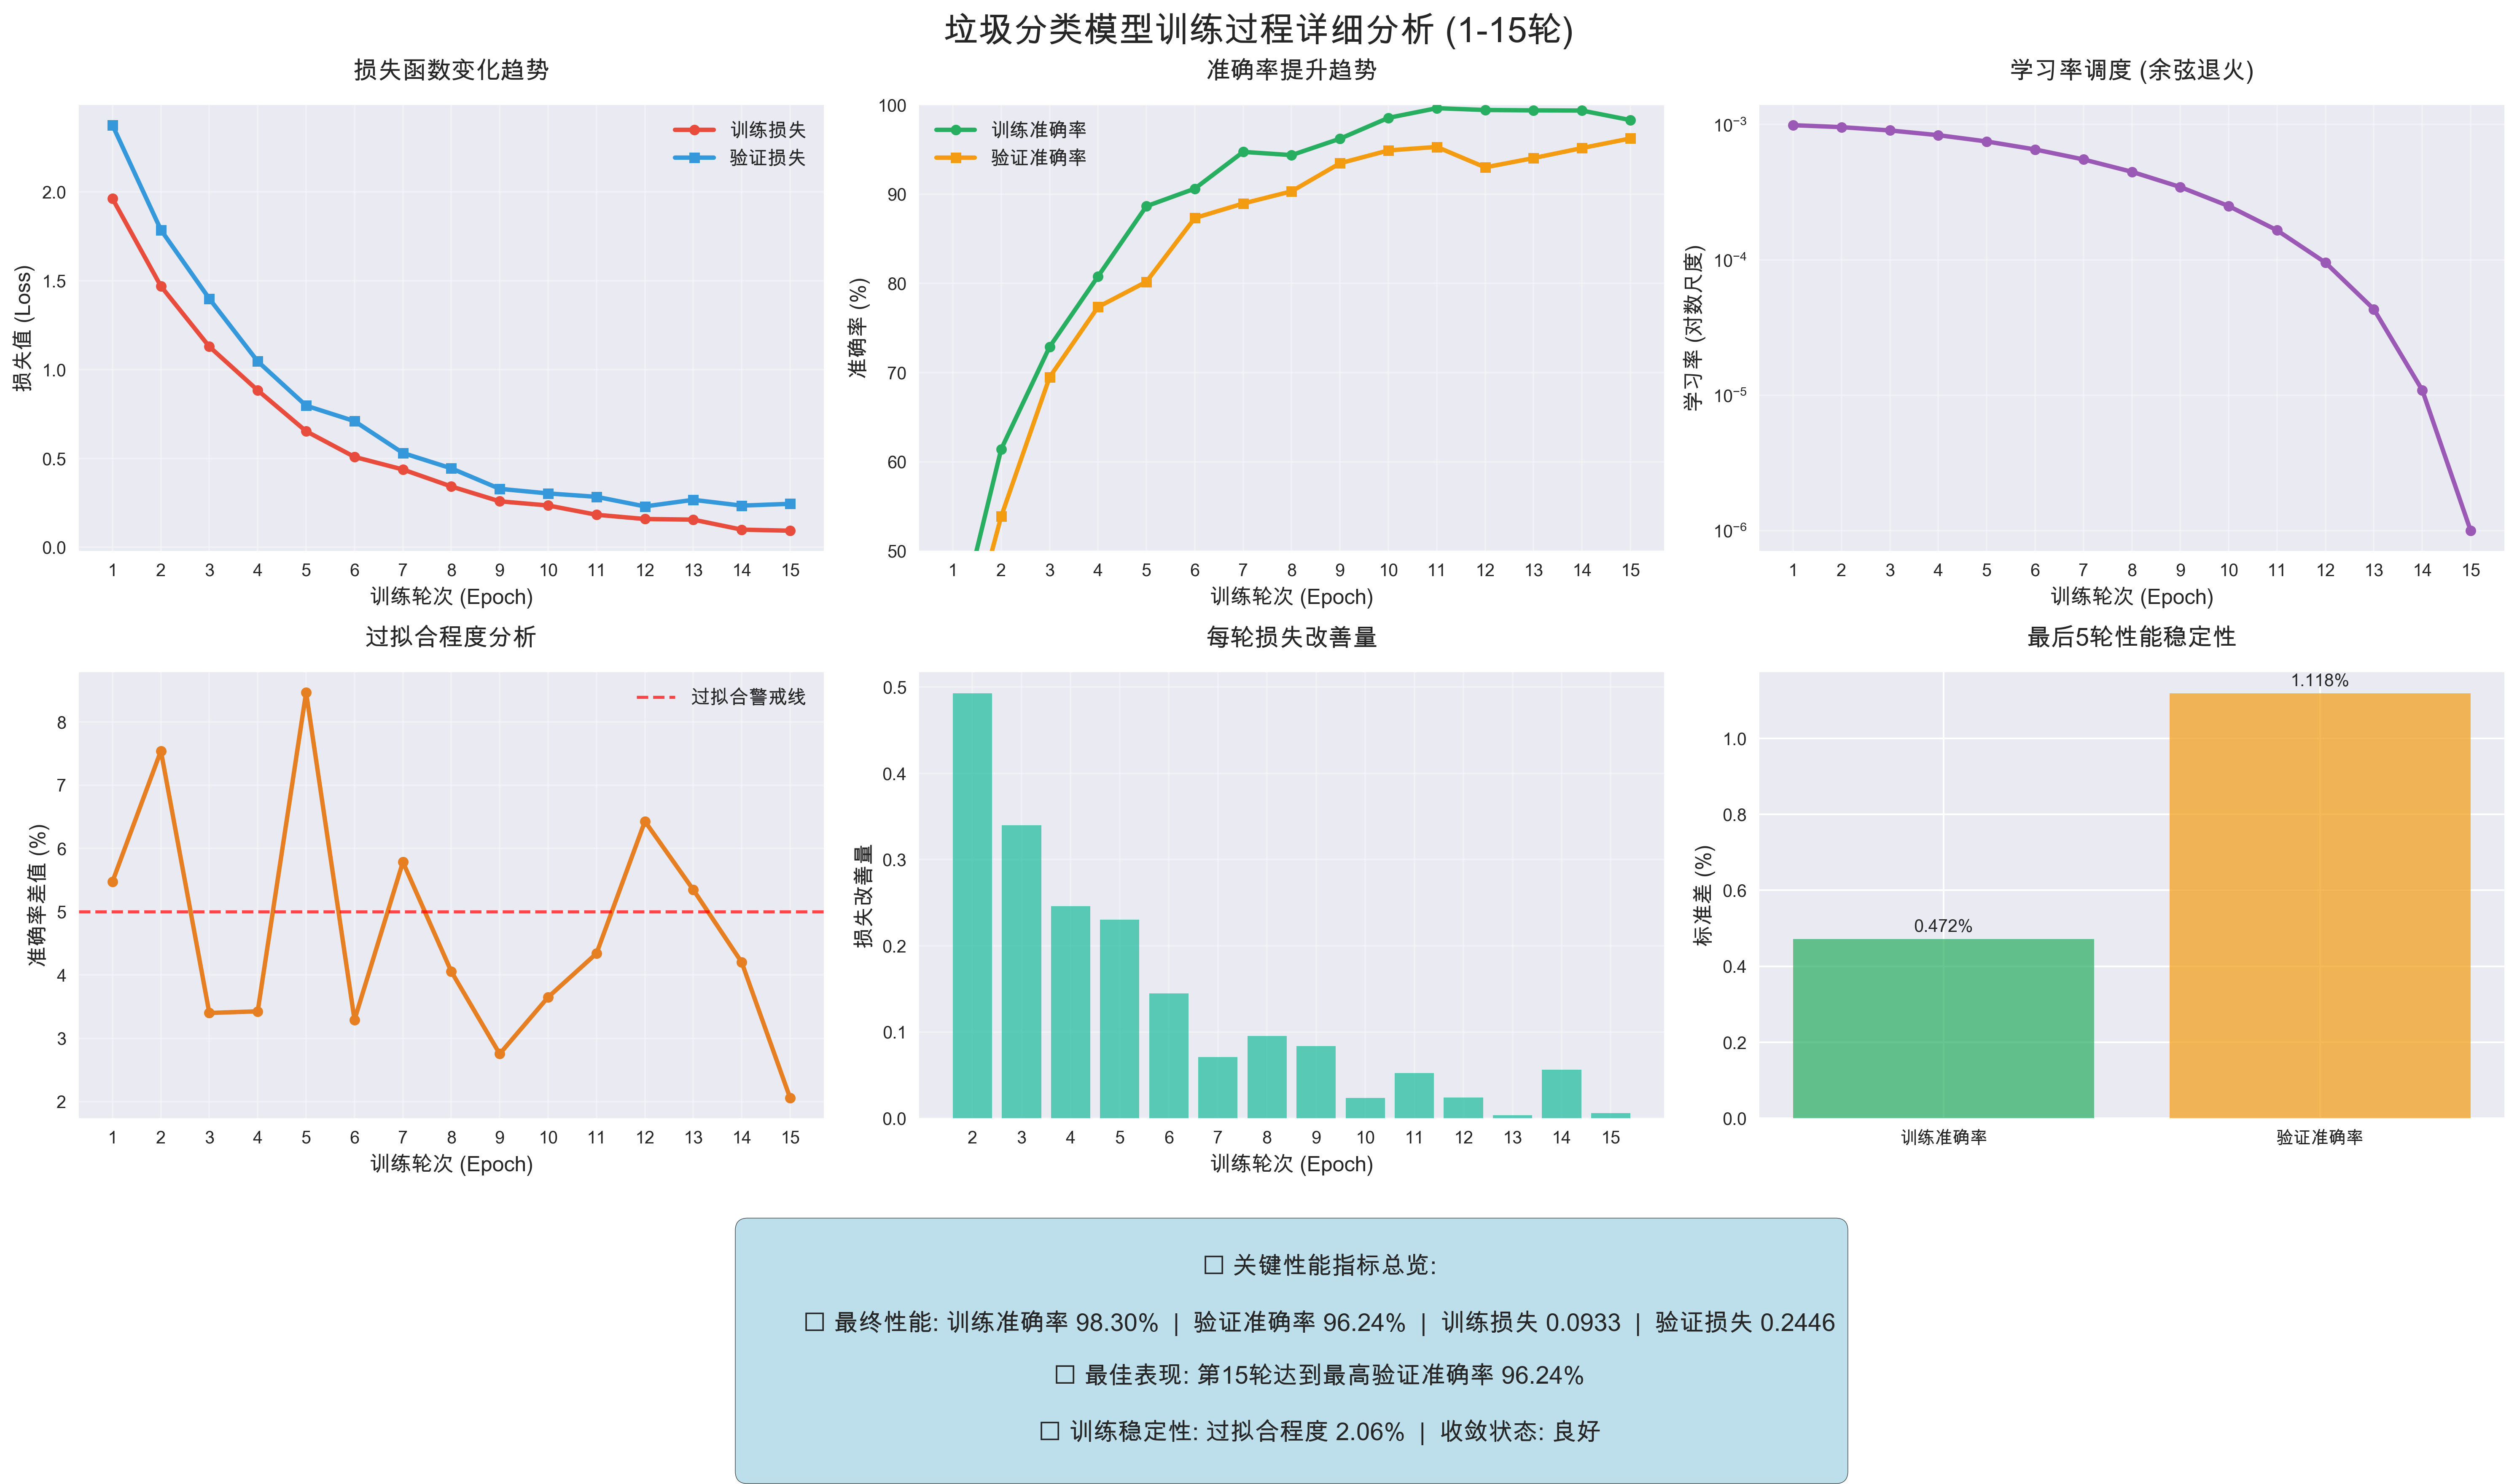 垃圾分类模型训练过程详细分析 (1-15轮)
损失函数变化趋势
损失值 (Loss)
2.0
1.5
1.0
0.5
0.0
训练损失
验证损失
1 2 3 4 5 6 7 8 9 10 11 12 13 14 15
训练轮次 (Epoch)
准确率提升趋势
准确率 (%)
100
90
80
70
60
50
训练准确率
验证准确率
1 2 3 4 5 6 7 8 9 10 11 12 13 14 15
训练轮次 (Epoch)
学习率调度 (余弦退火)
学习率 (对数尺度)
10⁻³
10⁻⁴
10⁻⁵
10⁻⁶
1 2 3 4 5 6 7 8 9 10 11 12 13 14 15
训练轮次 (Epoch)
过拟合程度分析
准确率差值 (%)
8
7
6
5
4
3
2
过拟合警戒线
1 2 3 4 5 6 7 8 9 10 11 12 13 14 15
训练轮次 (Epoch)
每轮损失改善量
损失改善量
0.5
0.4
0.3
0.2
0.1
0.0
2 3 4 5 6 7 8 9 10 11 12 13 14 15
训练轮次 (Epoch)
最后5轮性能稳定性
标准差 (%)
1.0
0.8
0.6
0.4
0.2
0.0
0.472%
1.118%
训练准确率 验证准确率
□ 关键性能指标总览:
□ 最终性能: 训练准确率 98.30% | 验证准确率 96.24% | 训练损失 0.0933 | 验证损失 0.2446
□ 最佳表现: 第15轮达到最高验证准确率 96.24%
□ 训练稳定性: 过拟合程度 2.06% | 收敛状态: 良好